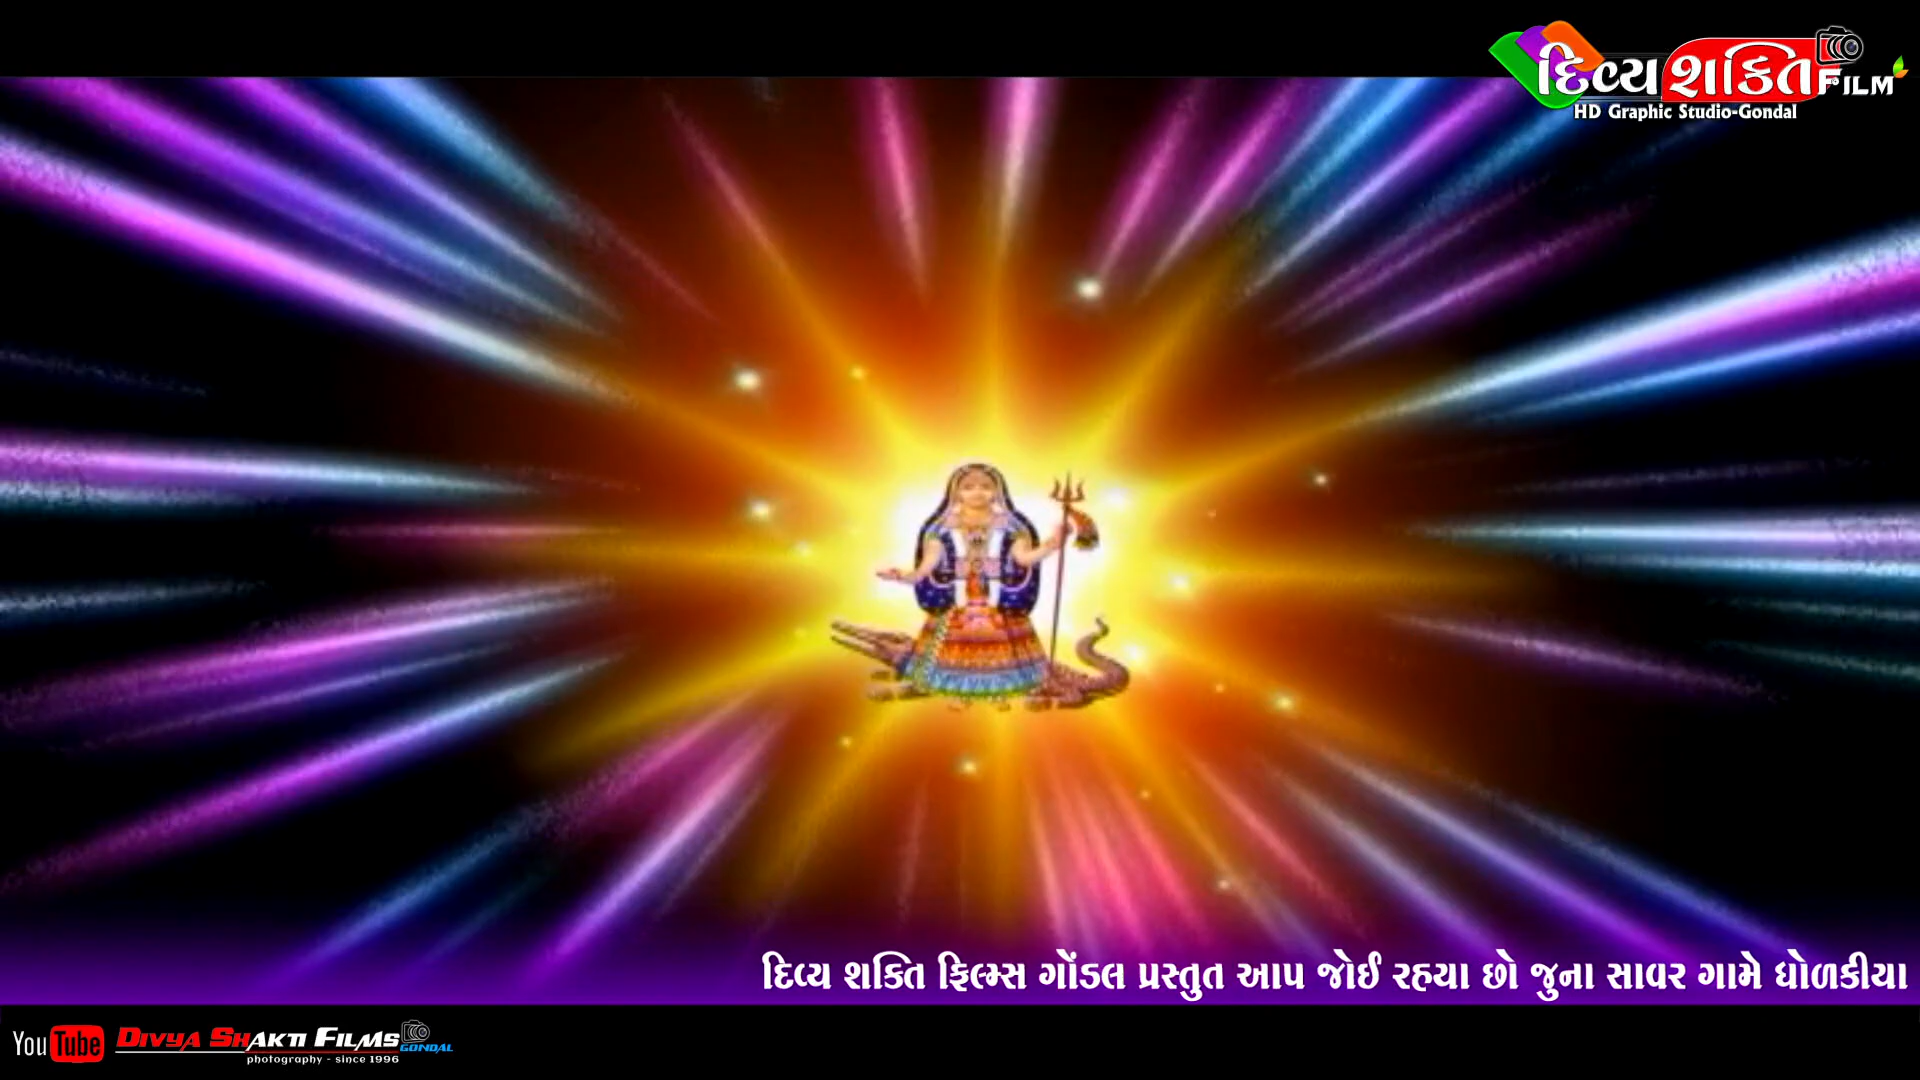 દિવ્ય શક્તિ FILM
HD Graphic Studio-Gondal
દિવ્ય શક્તિ ફિલ્મ્સ ગોંડલ પ્રસ્તુત આપ જોઈ રહયા છો જુના સાવર ગામે ધોળકીયા
YouTube DIVYA SHAKTI FILMS GONDAL
photography - since 1996